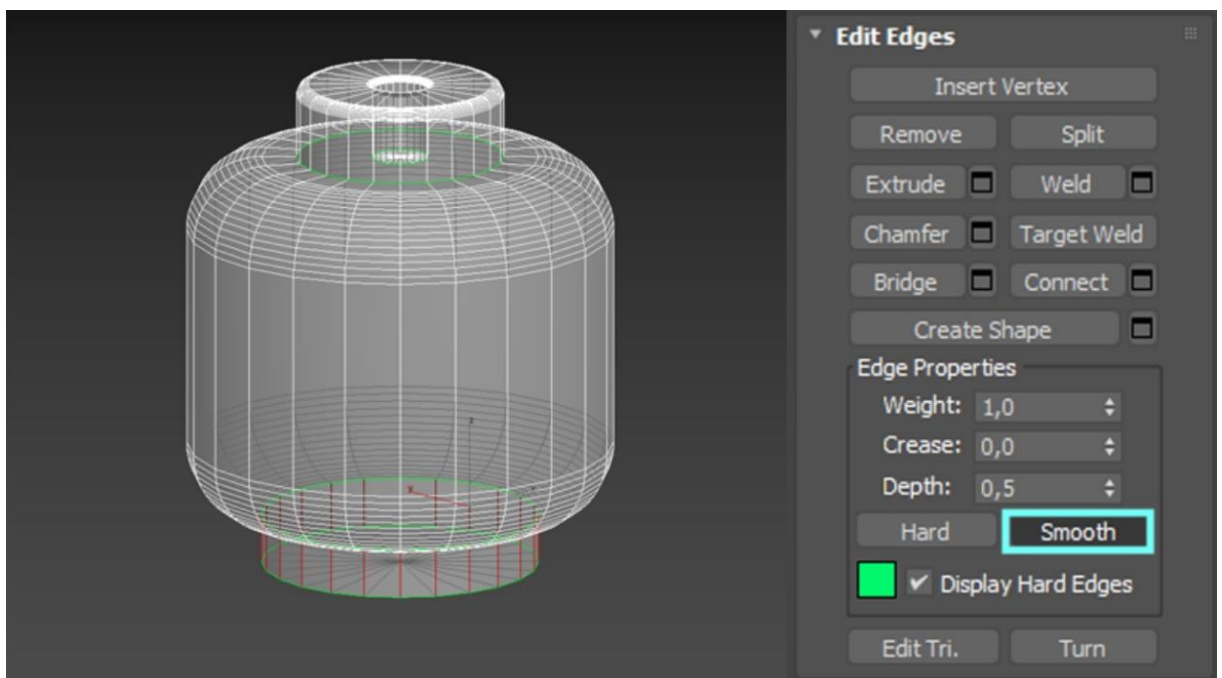 Edit Edges
Insert Vertex
Remove Split
Extrude Weld
Chamfer Target Weld
Bridge Connect
Create Shape
Edge Properties
Weight: 1,0
Crease: 0,0
Depth: 0,5
Hard Smooth
Display Hard Edges
Edit Tri. Turn
z